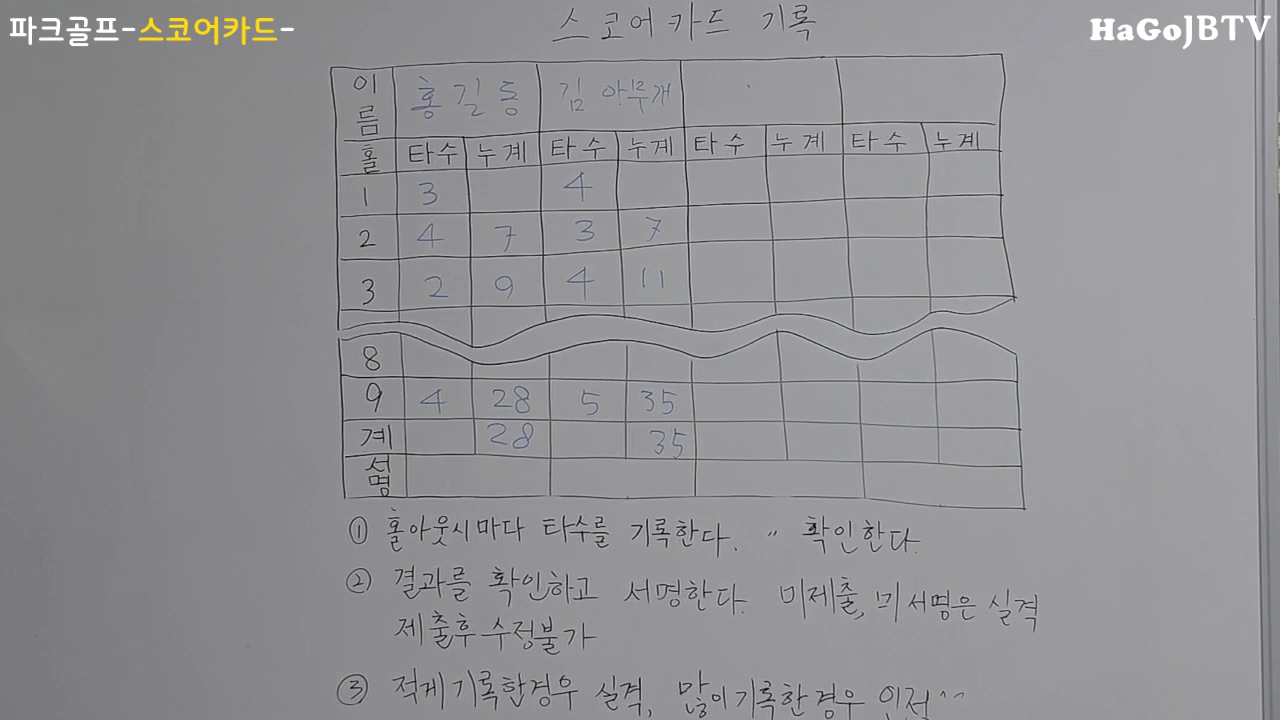 파크골프-스코어카드-
HaGoJBTV
스코어카드 기록
이름 홍길동 김아무개
홀 타수 누계 타수 누계 타수 누계 타수 누계
1 3 4
2 4 7 3 7
3 2 9 4 11
8
9 4 28 5 35
계 28 35
서명
① 홀아웃시마다 타수를 기록한다. 〃 확인한다.
② 결과를 확인하고 서명한다. 미제출, 미서명은 실격
제출후 수정불가
③ 적게기록한경우 실격, 많이기록한경우 인정